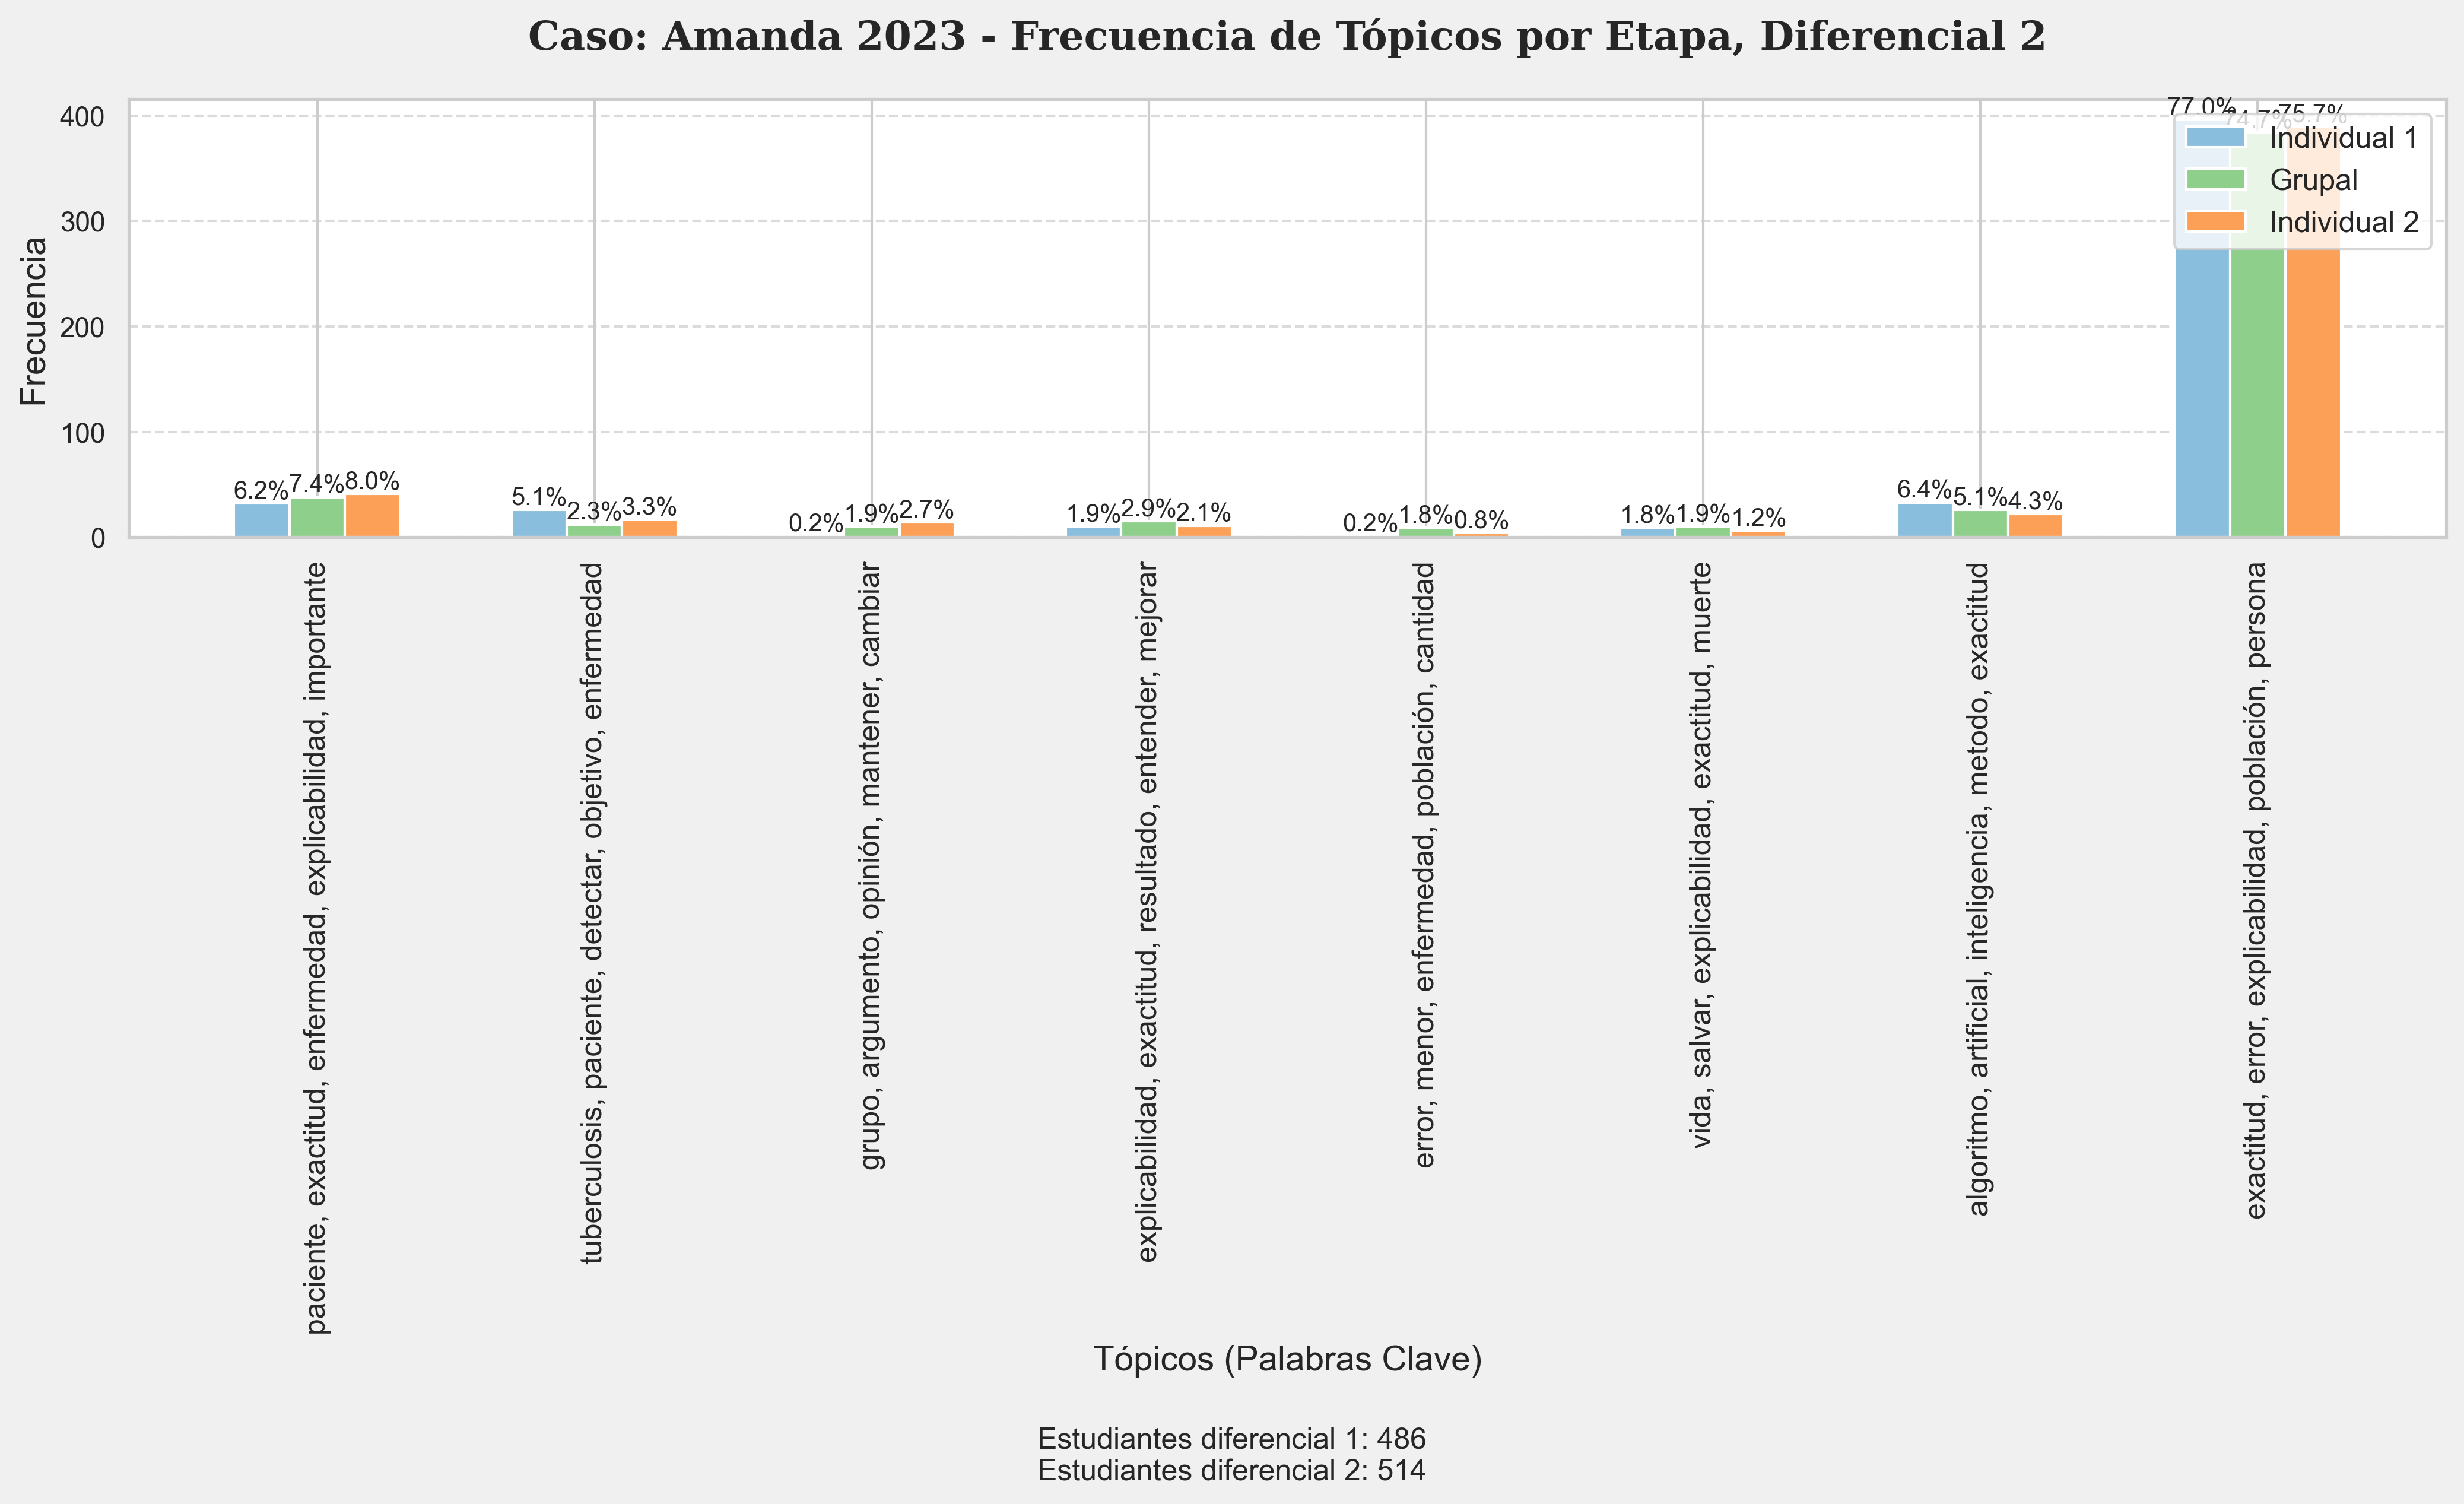 Caso: Amanda 2023 - Frecuencia de Tópicos por Etapa, Diferencial 2
Frecuencia
400
300
200
100
0
77.0%
74.7%
75.7%
Individual 1
Grupal
Individual 2
6.2%
7.4%
8.0%
5.1%
2.3%
3.3%
0.2%
1.9%
2.7%
1.9%
2.9%
2.1%
0.2%
1.8%
0.8%
1.8%
1.9%
1.2%
6.4%
5.1%
4.3%
paciente, exactitud, enfermedad, explicabilidad, importante
tuberculosis, paciente, detectar, objetivo, enfermedad
grupo, argumento, opinión, mantener, cambiar
explicabilidad, exactitud, resultado, entender, mejorar
error, menor, enfermedad, población, cantidad
vida, salvar, explicabilidad, exactitud, muerte
algoritmo, artificial, inteligencia, metodo, exactitud
exactitud, error, explicabilidad, población, persona
Tópicos (Palabras Clave)
Estudiantes diferencial 1: 486
Estudiantes diferencial 2: 514